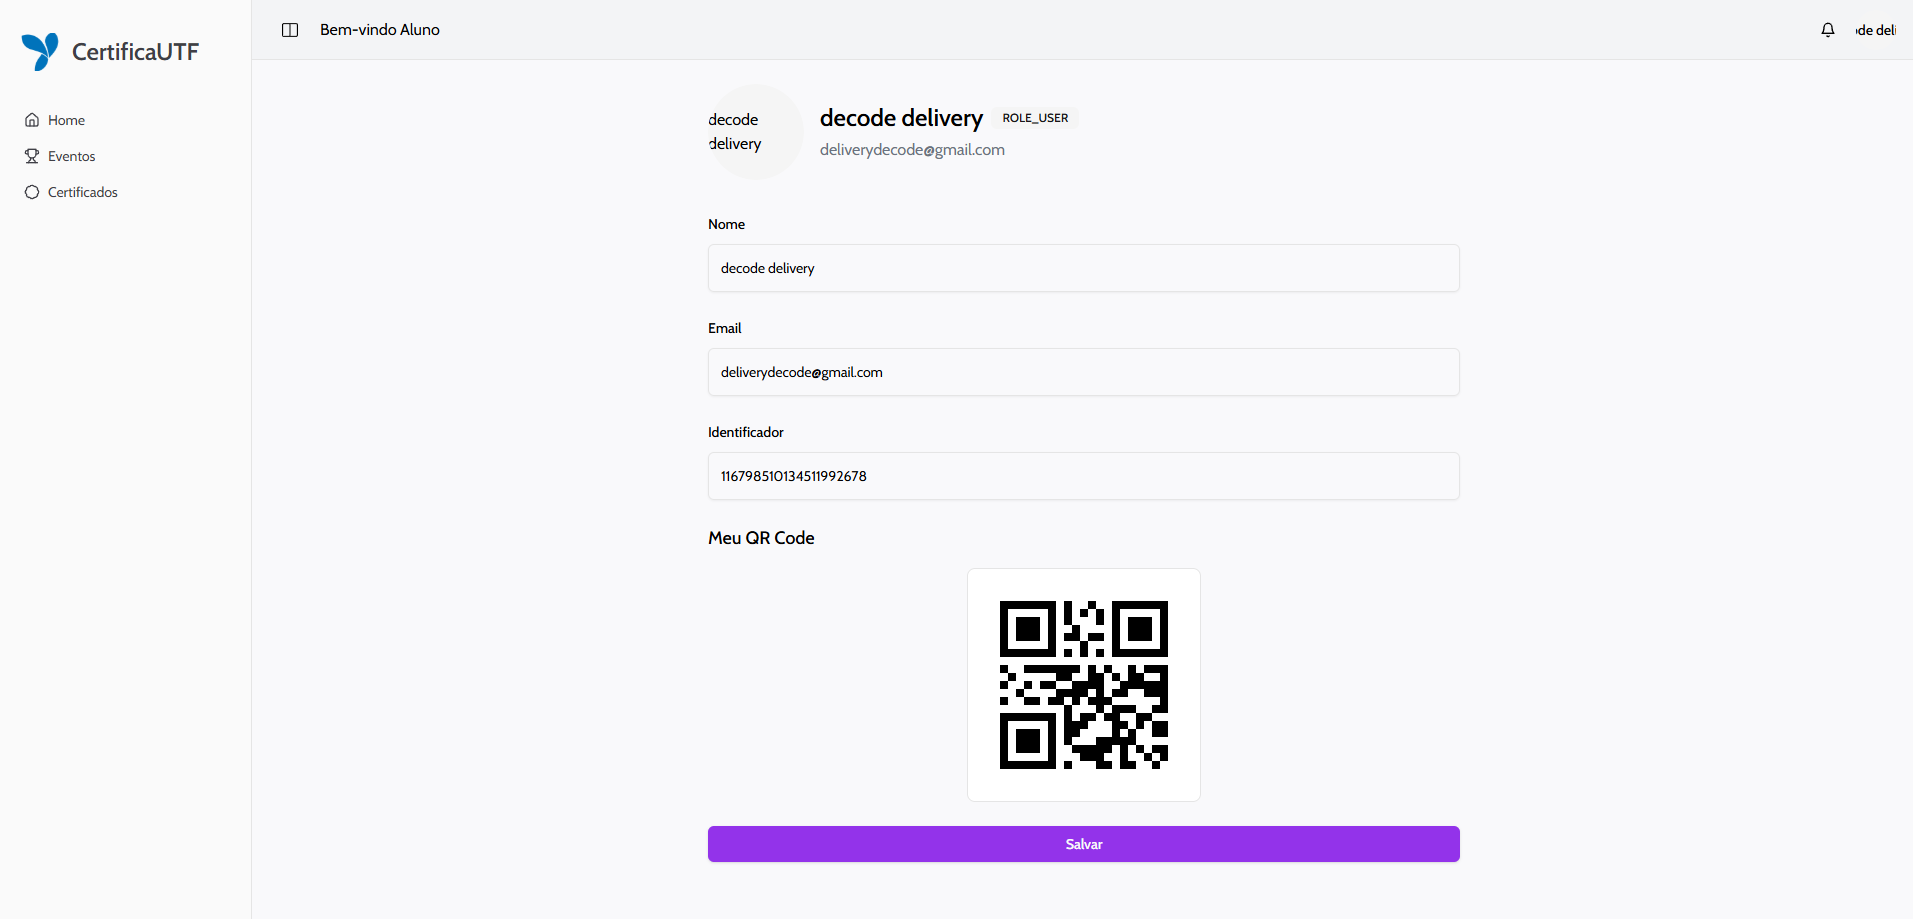 CertificaUTF
Bem-vindo Aluno
de deli
Home
Eventos
Certificados
decode
delivery
decode delivery ROLE_USER
deliverydecode@gmail.com
Nome
decode delivery
Email
deliverydecode@gmail.com
Identificador
116798510134511992678
Meu QR Code
Salvar